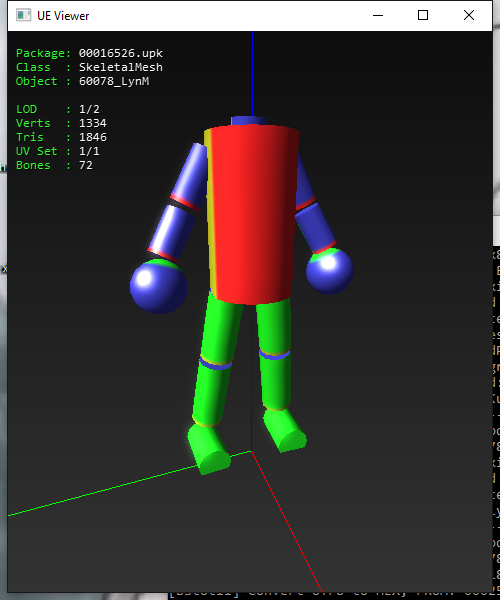 UE Viewer
Package: 00016526.upk
Class : SkeletalMesh
Object : 60078_LynM
LOD : 1/2
Verts : 1334
Tris : 1846
UV Set : 1/1
Bones : 72